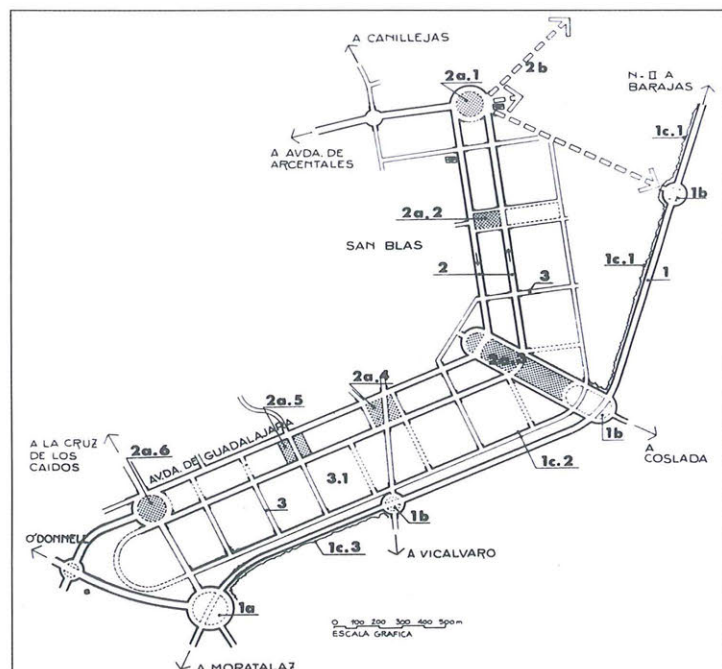 A CANILLEJAS
2a.1
2b
N-II A
BARAJAS
1c.1
A AVDA. DE
ARCENTALES
1b
2a.2
SAN BLAS
1c.1
2
3
1
2a.3
2a.4
2a.5
1b
A LA CRUZ
DE LOS
CAIDOS
2a.6
AVDA. DE GUADALAJARA
A
COSLADA
3.1
1c.2
3
O'DONNELL
1b
A VICALVARO
1c.3
a
1a
0 100 200 300 400 500m
ESCALA GRAFICA
A MORATALAZ